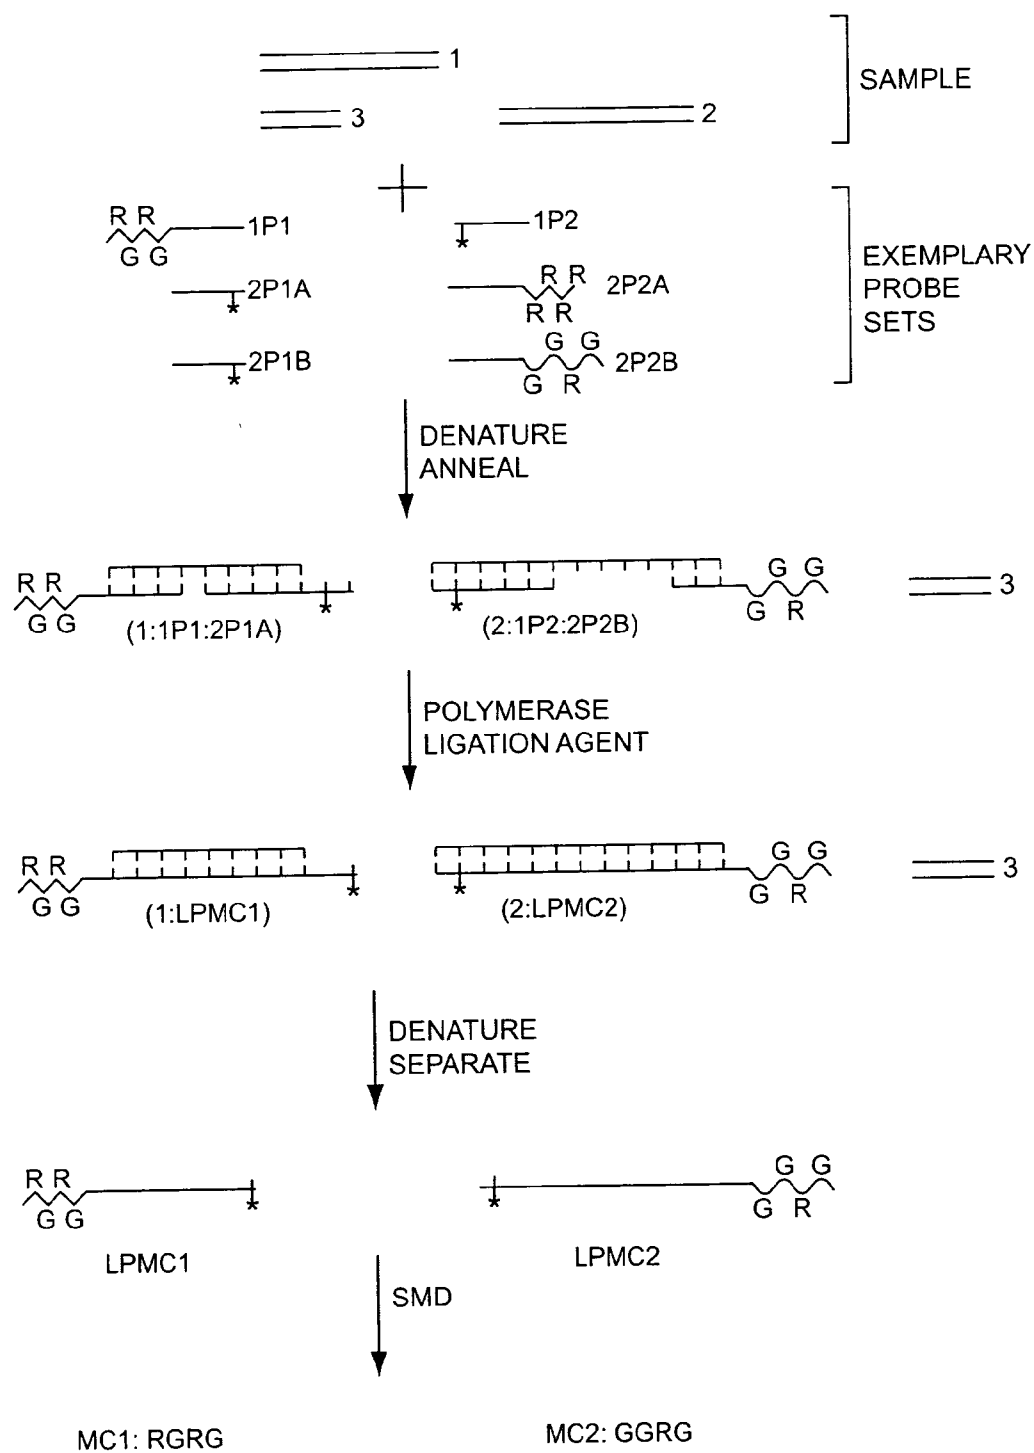 1
SAMPLE
3
2
R R
1P1
G G
1P2
*
EXEMPLARY
PROBE
SETS
2P1A
*
R R
2P2A
R R
2P1B
*
G G
2P2B
G R
DENATURE
ANNEAL
R R
G G
*
(1:1P1:2P1A)
*
(2:1P2:2P2B)
G G
G R
3
POLYMERASE
LIGATION AGENT
R R
G G
*
(1:LPMC1)
*
(2:LPMC2)
G G
G R
3
DENATURE
SEPARATE
R R
G G
*
LPMC1
*
G G
G R
LPMC2
SMD
MC1: RGRG
MC2: GGRG